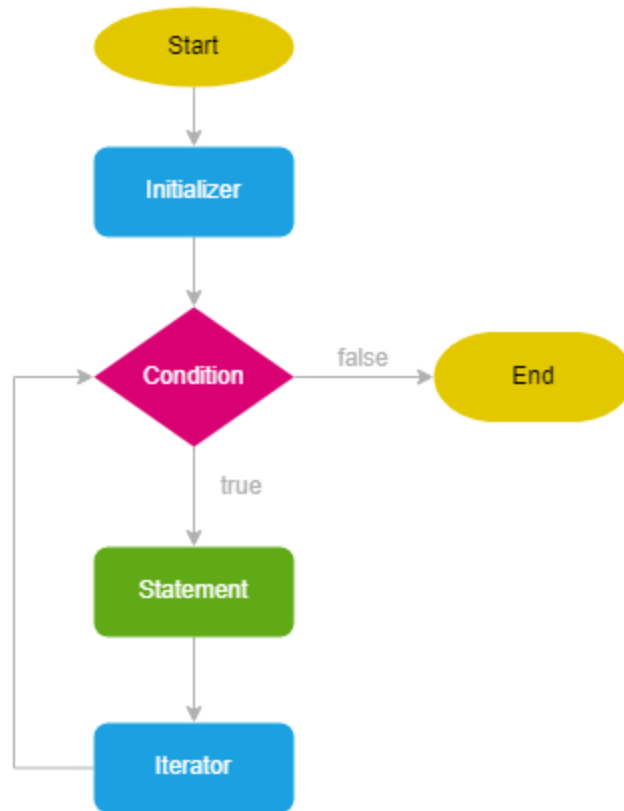 Start
Initializer
Condition
false
End
true
Statement
Iterator